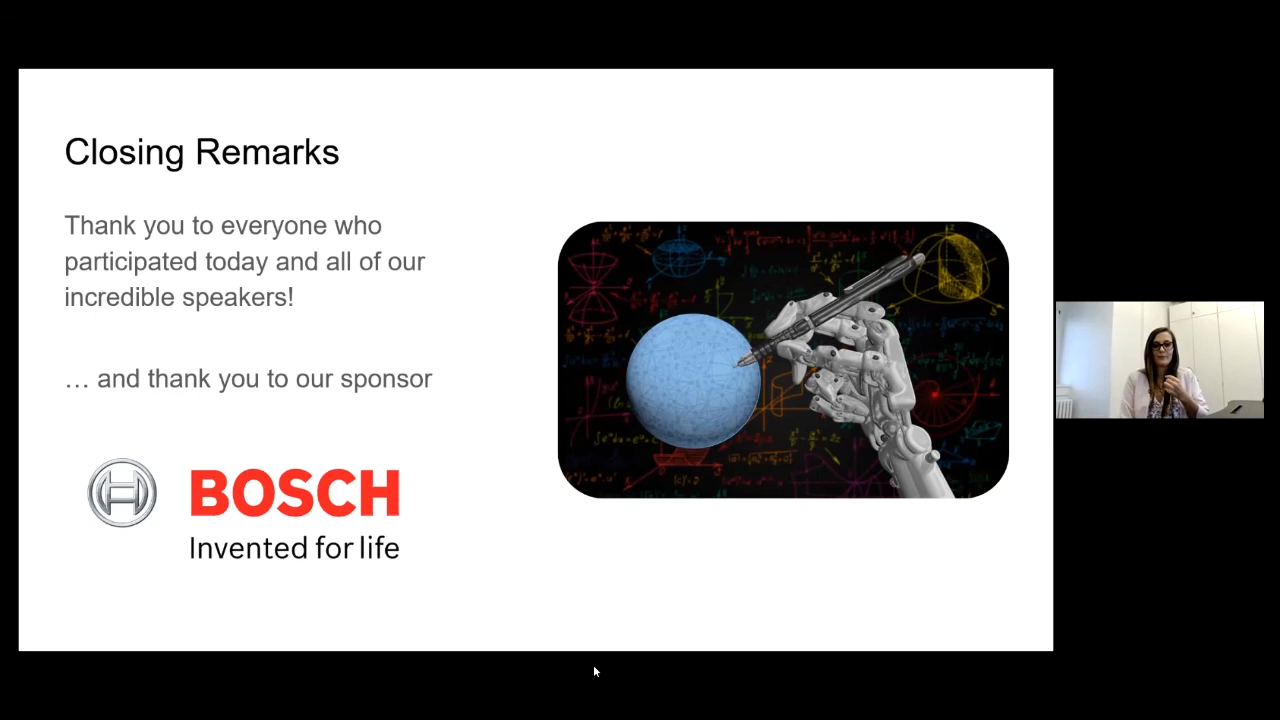 Closing Remarks
Thank you to everyone who
participated today and all of our
incredible speakers!
… and thank you to our sponsor
BOSCH
Invented for life